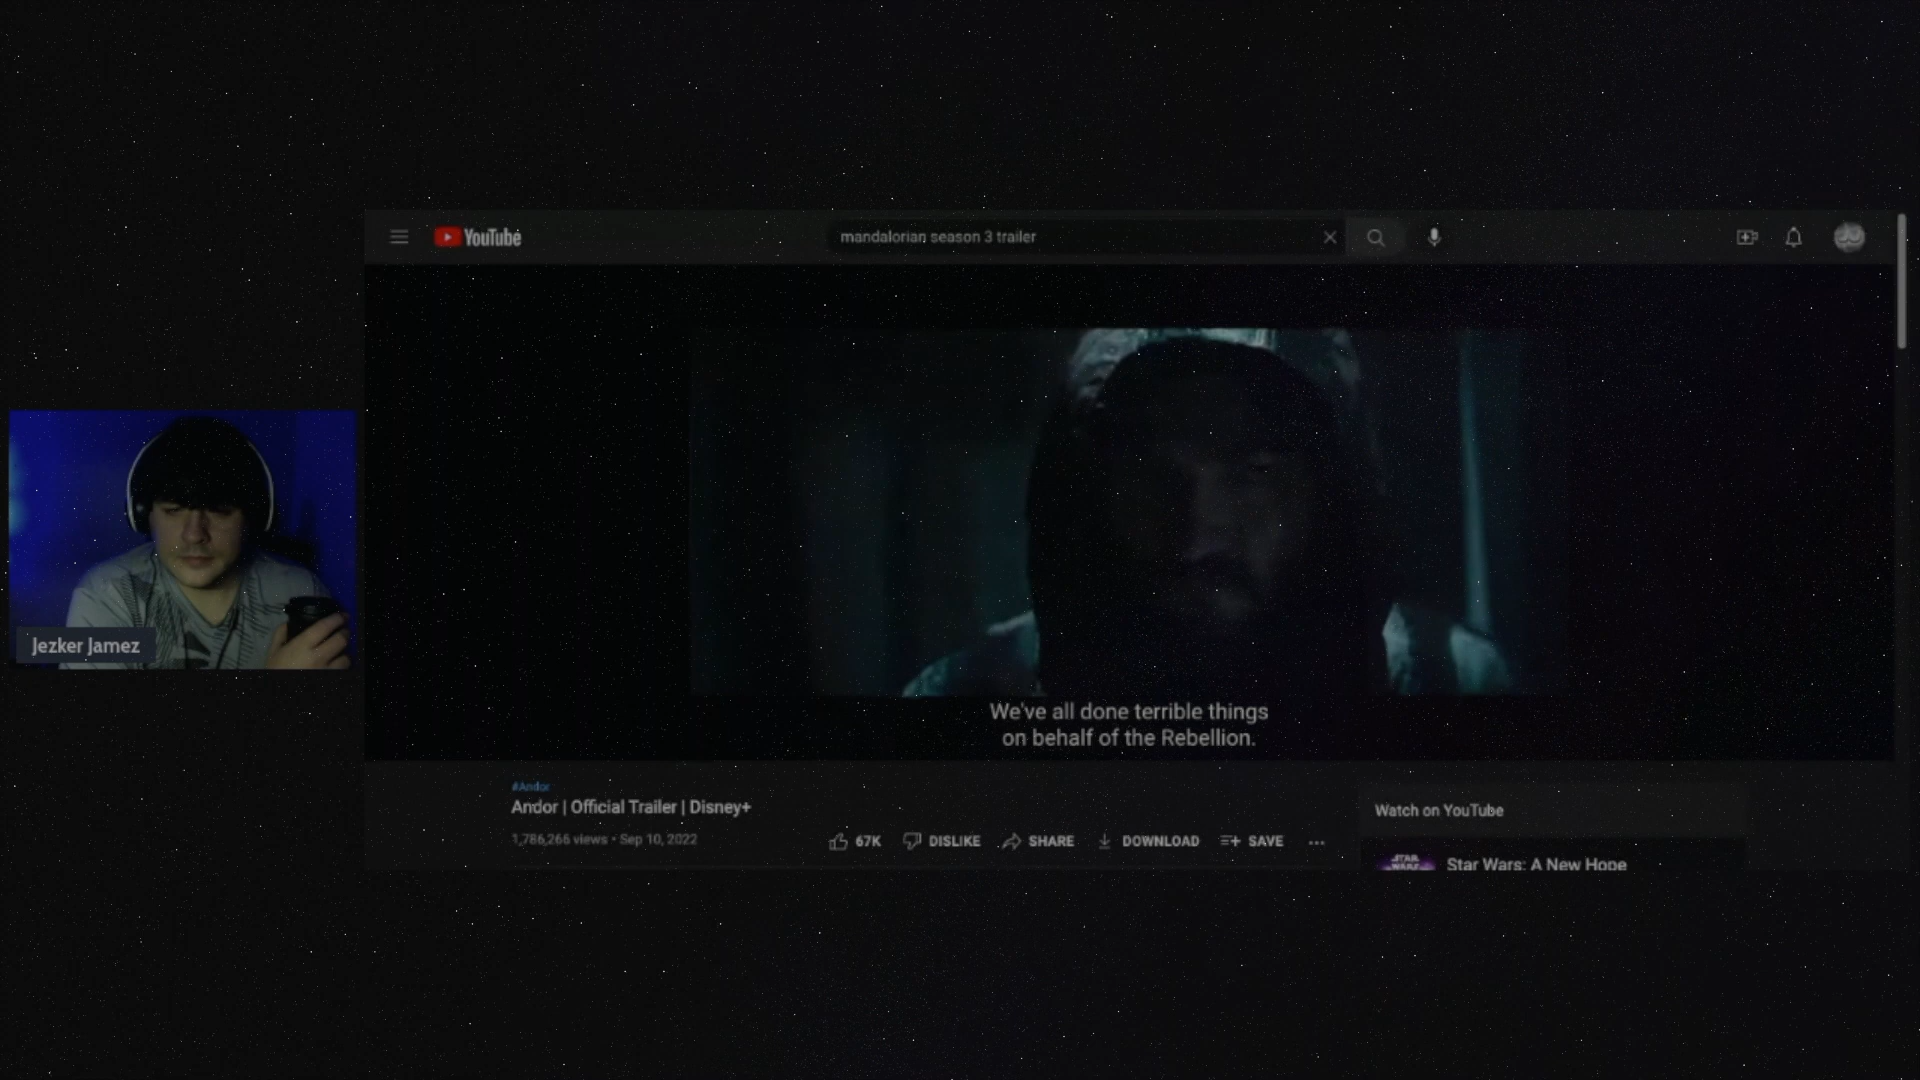 YouTube
mandalorian season 3 trailer
Jezker Jamez
We've all done terrible things
on behalf of the Rebellion.
#Andor
Andor | Official Trailer | Disney+
1,786,266 views • Sep 10, 2022
67K DISLIKE SHARE DOWNLOAD SAVE
Watch on YouTube
STAR WARS
Star Wars: A New Hope